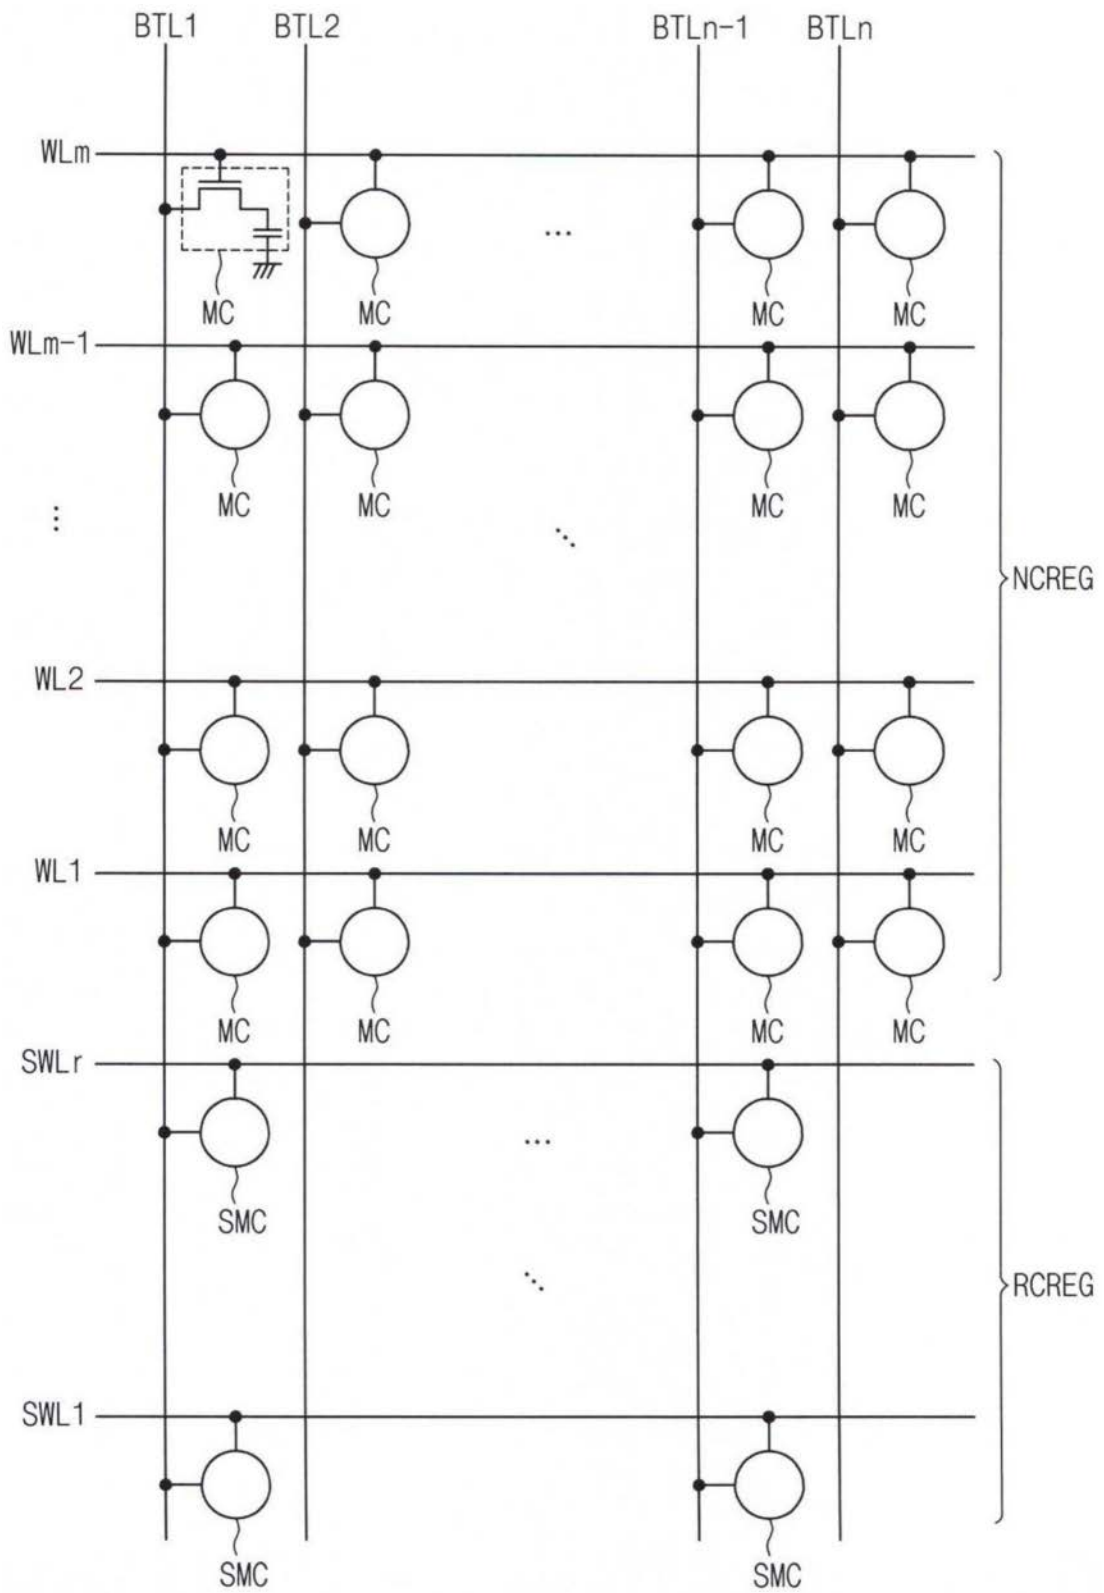 BTL1 BTL2 BTLn-1 BTLn
WLm
MC MC MC MC
WLm-1
MC MC MC MC
NCREG
WL2
MC MC MC MC
WL1
MC MC MC MC
SWLr
SMC SMC
RCREG
SWL1
SMC SMC